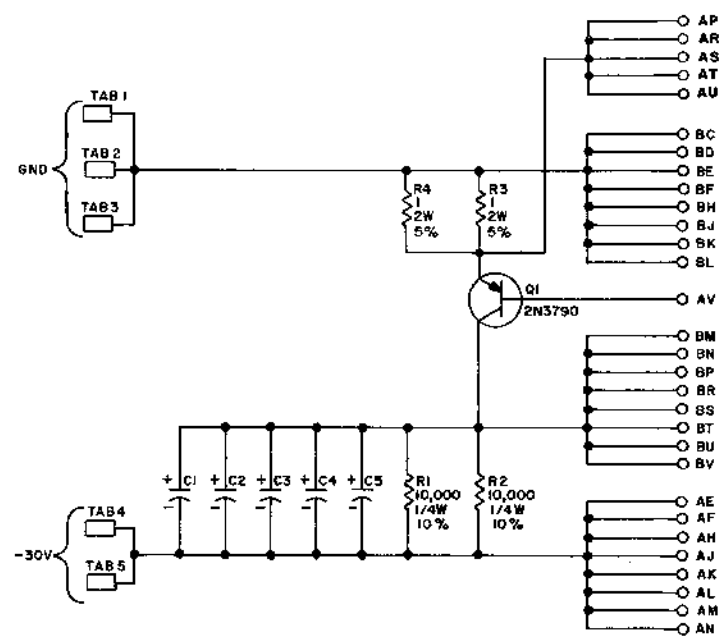 AP
AR
AS
AT
AU
TAB 1
TAB 2
GND
TAB 3
BC
BD
BE
BF
BH
BJ
BK
BL
R4
1
2W
5%
R3
1
2W
5%
Q1
2N3790
AV
BM
BN
BP
BR
BS
BT
BU
BV
+ C1
-
+ C2
-
+ C3
-
+ C4
-
+ C5
-
R1
10,000
1/4W
10%
R2
10,000
1/4W
10%
TAB 4
-30V
TAB 5
AE
AF
AH
AJ
AK
AL
AM
AN